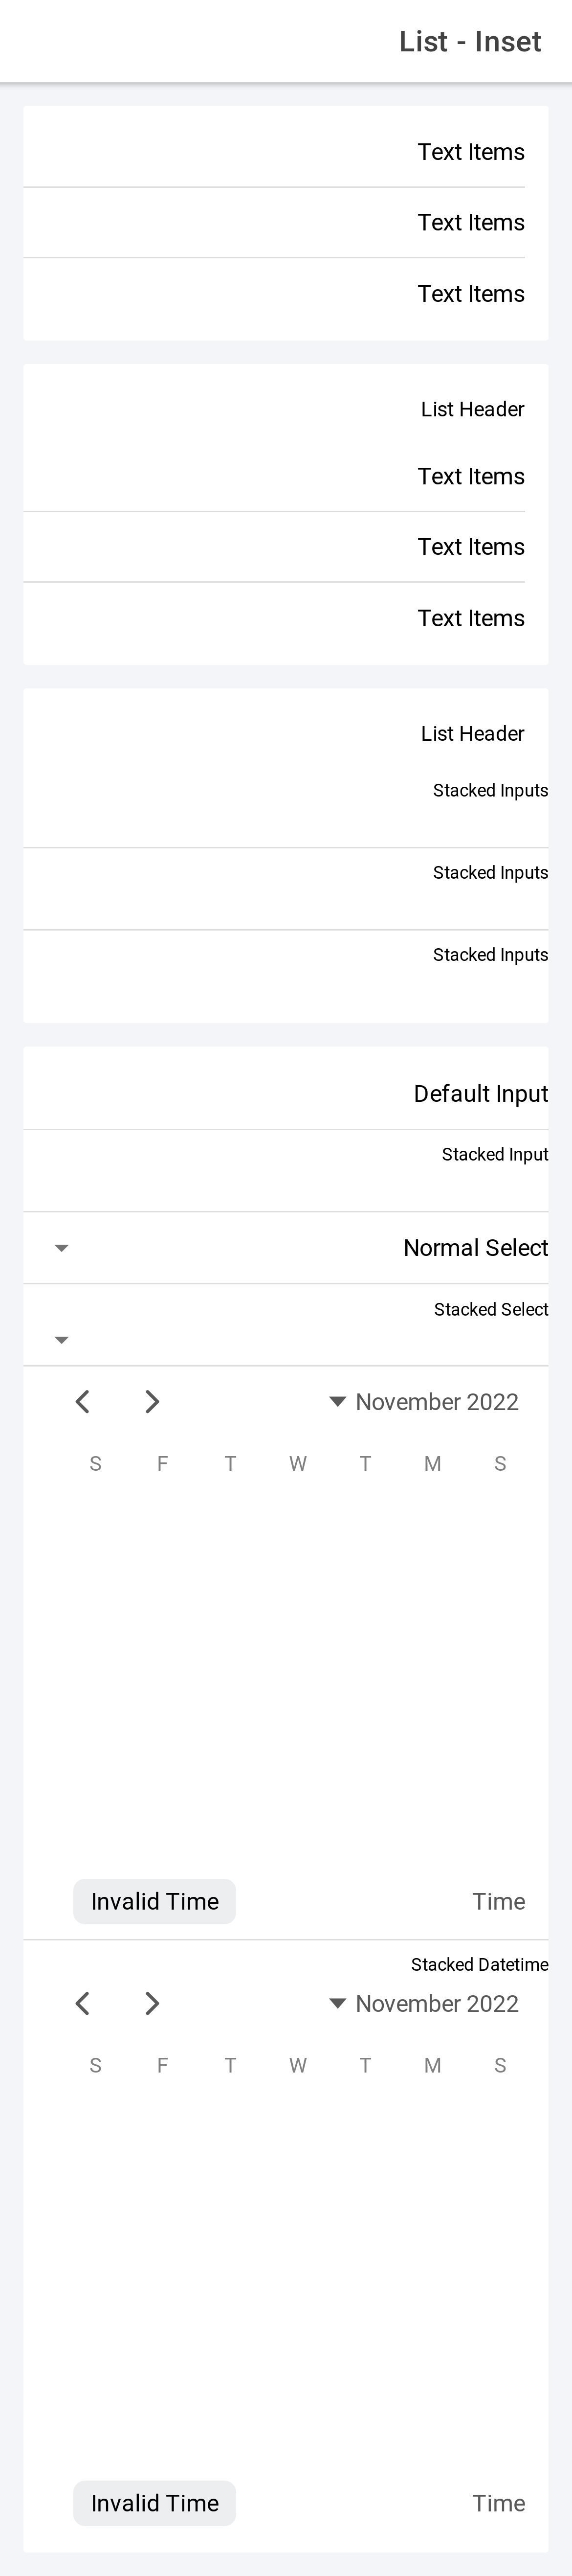 List - Inset
Text Items
Text Items
Text Items
List Header
Text Items
Text Items
Text Items
List Header
Stacked Inputs
Stacked Inputs
Stacked Inputs
Default Input
Stacked Input
Normal Select
Stacked Select
November 2022
S F T W T M S
Invalid Time Time
Stacked Datetime
November 2022
S F T W T M S
Invalid Time Time